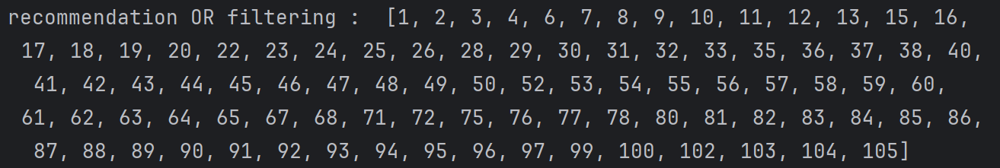 recommendation OR filtering :  [1, 2, 3, 4, 6, 7, 8, 9, 10, 11, 12, 13, 15, 16,
17, 18, 19, 20, 22, 23, 24, 25, 26, 28, 29, 30, 31, 32, 33, 35, 36, 37, 38, 40,
41, 42, 43, 44, 45, 46, 47, 48, 49, 50, 52, 53, 54, 55, 56, 57, 58, 59, 60,
61, 62, 63, 64, 65, 67, 68, 71, 72, 75, 76, 77, 78, 80, 81, 82, 83, 84, 85, 86,
87, 88, 89, 90, 91, 92, 93, 94, 95, 96, 97, 99, 100, 102, 103, 104, 105]